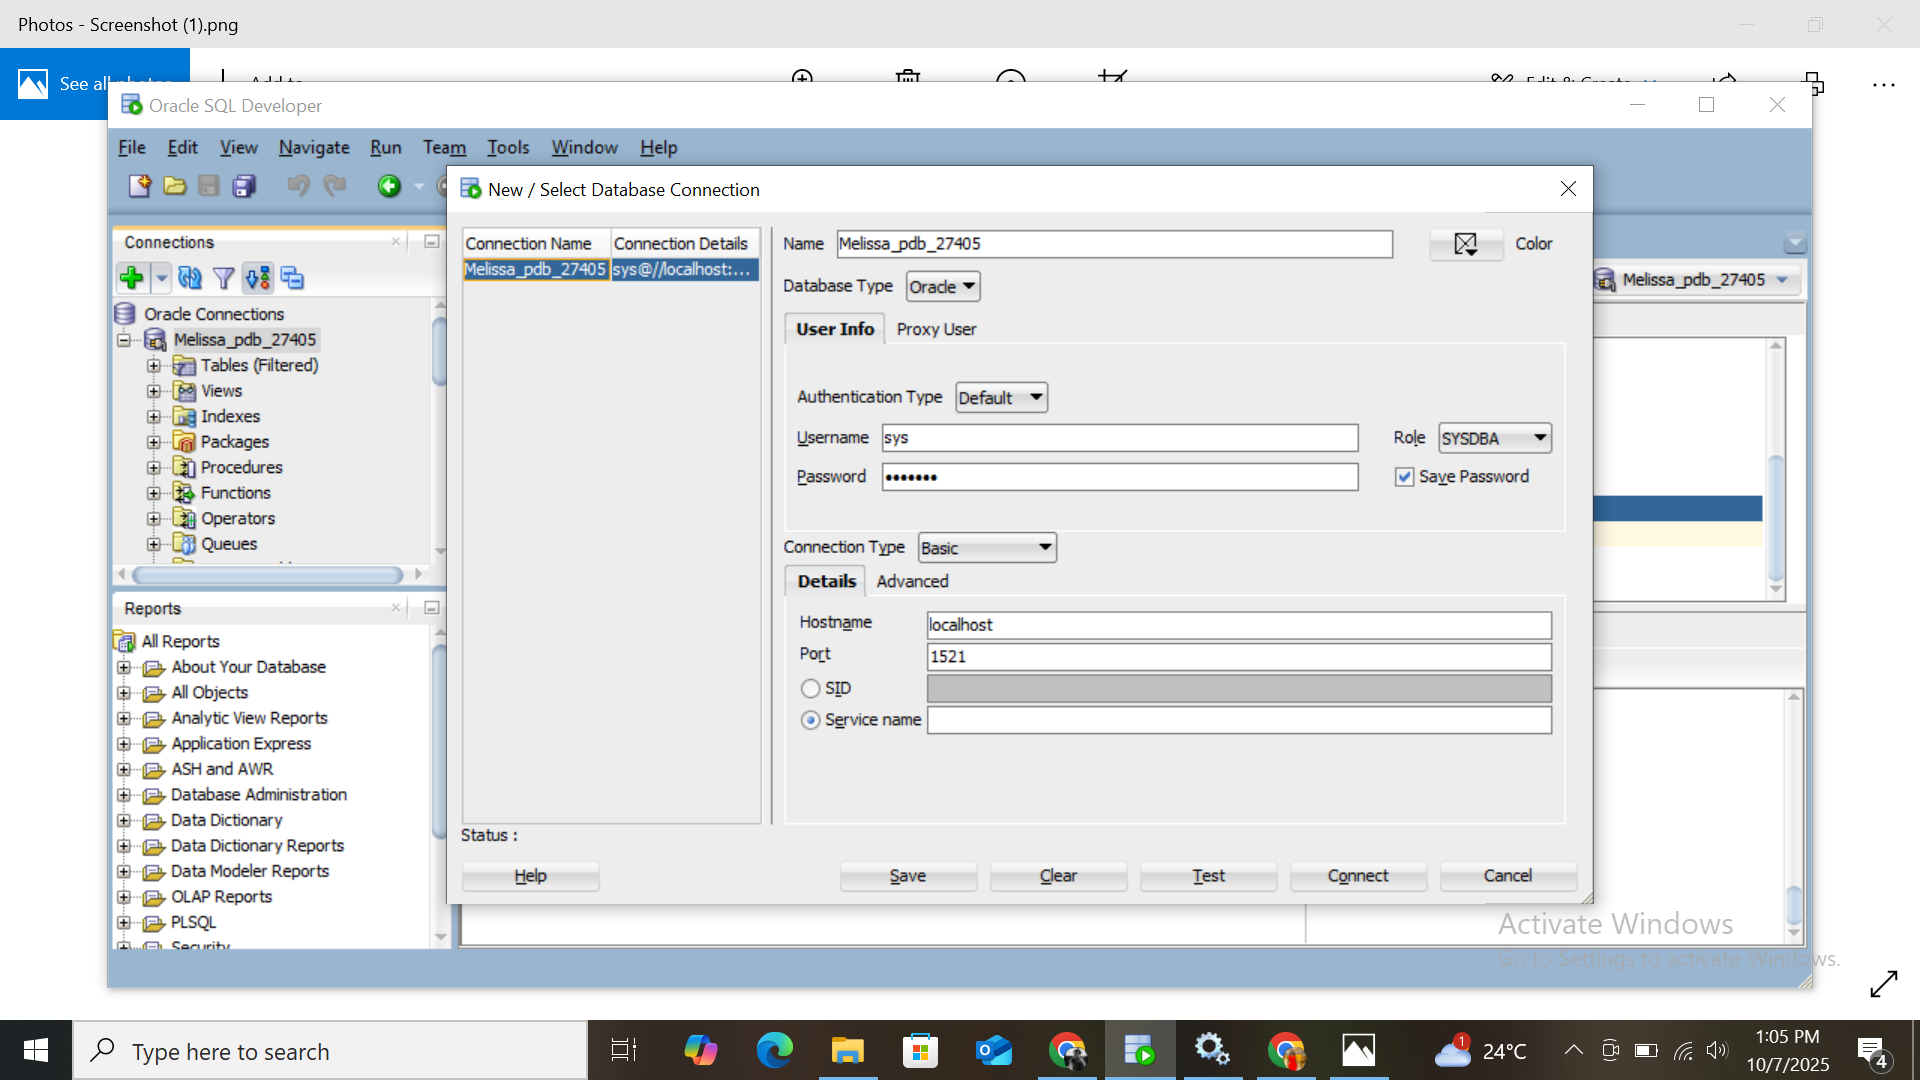 Photos - Screenshot (1).png
See all photos
Add to
Edit & Create
Oracle SQL Developer
File Edit View Navigate Run Team Tools Window Help
New / Select Database Connection
Connections
Oracle Connections
Melissa_pdb_27405
Tables (Filtered)
Views
Indexes
Packages
Procedures
Functions
Operators
Queues
Reports
All Reports
About Your Database
All Objects
Analytic View Reports
Application Express
ASH and AWR
Database Administration
Data Dictionary
Data Dictionary Reports
Data Modeler Reports
OLAP Reports
PLSQL
Security
Connection Name Connection Details
Melissa_pdb_27405 sys@//localhost:...
Name Melissa_pdb_27405 Color
Database Type Oracle
User Info Proxy User
Authentication Type Default
Username sys Role SYSDBA
Password ••••••• Save Password
Connection Type Basic
Details Advanced
Hostname localhost
Port 1521
SID
Service name
Status :
Help Save Clear Test Connect Cancel
Melissa_pdb_27405
Activate Windows
Go to Settings to activate Windows.
Type here to search
1
24°C
1:05 PM
10/7/2025
4